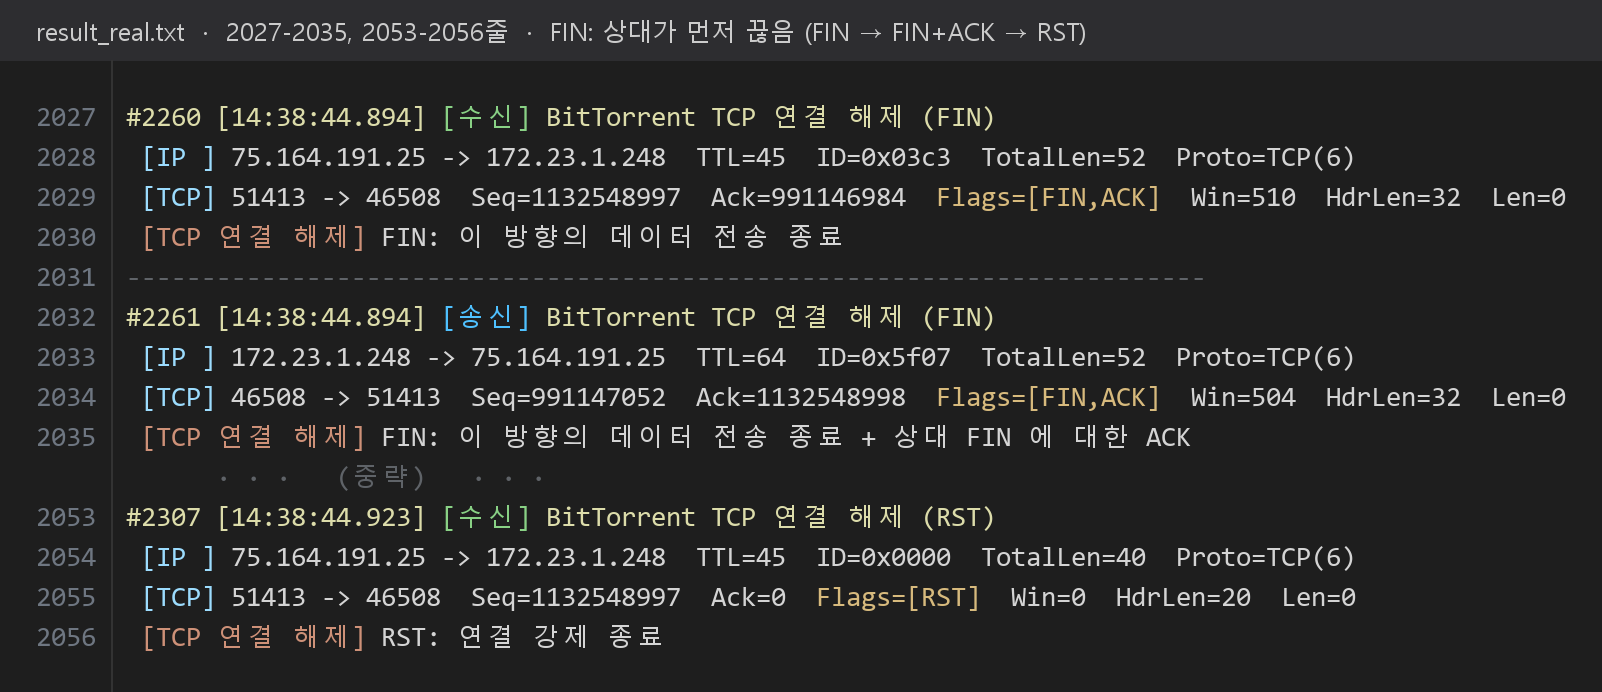 result_real.txt · 2027-2035, 2053-2056줄 · FIN: 상대가 먼저 끊음 (FIN → FIN+ACK → RST)
2027 #2260 [14:38:44.894] [수신] BitTorrent TCP 연결 해제 (FIN)
2028 [IP ] 75.164.191.25 -> 172.23.1.248 TTL=45 ID=0x03c3 TotalLen=52 Proto=TCP(6)
2029 [TCP] 51413 -> 46508 Seq=1132548997 Ack=991146984 Flags=[FIN,ACK] Win=510 HdrLen=32 Len=0
2030 [TCP 연결 해제] FIN: 이 방향의 데이터 전송 종료
2031 ------------------------------------------------------------------------
2032 #2261 [14:38:44.894] [송신] BitTorrent TCP 연결 해제 (FIN)
2033 [IP ] 172.23.1.248 -> 75.164.191.25 TTL=64 ID=0x5f07 TotalLen=52 Proto=TCP(6)
2034 [TCP] 46508 -> 51413 Seq=991147052 Ack=1132548998 Flags=[FIN,ACK] Win=504 HdrLen=32 Len=0
2035 [TCP 연결 해제] FIN: 이 방향의 데이터 전송 종료 + 상대 FIN 에 대한 ACK
· · · (중략) · · ·
2053 #2307 [14:38:44.923] [수신] BitTorrent TCP 연결 해제 (RST)
2054 [IP ] 75.164.191.25 -> 172.23.1.248 TTL=45 ID=0x0000 TotalLen=40 Proto=TCP(6)
2055 [TCP] 51413 -> 46508 Seq=1132548997 Ack=0 Flags=[RST] Win=0 HdrLen=20 Len=0
2056 [TCP 연결 해제] RST: 연결 강제 종료